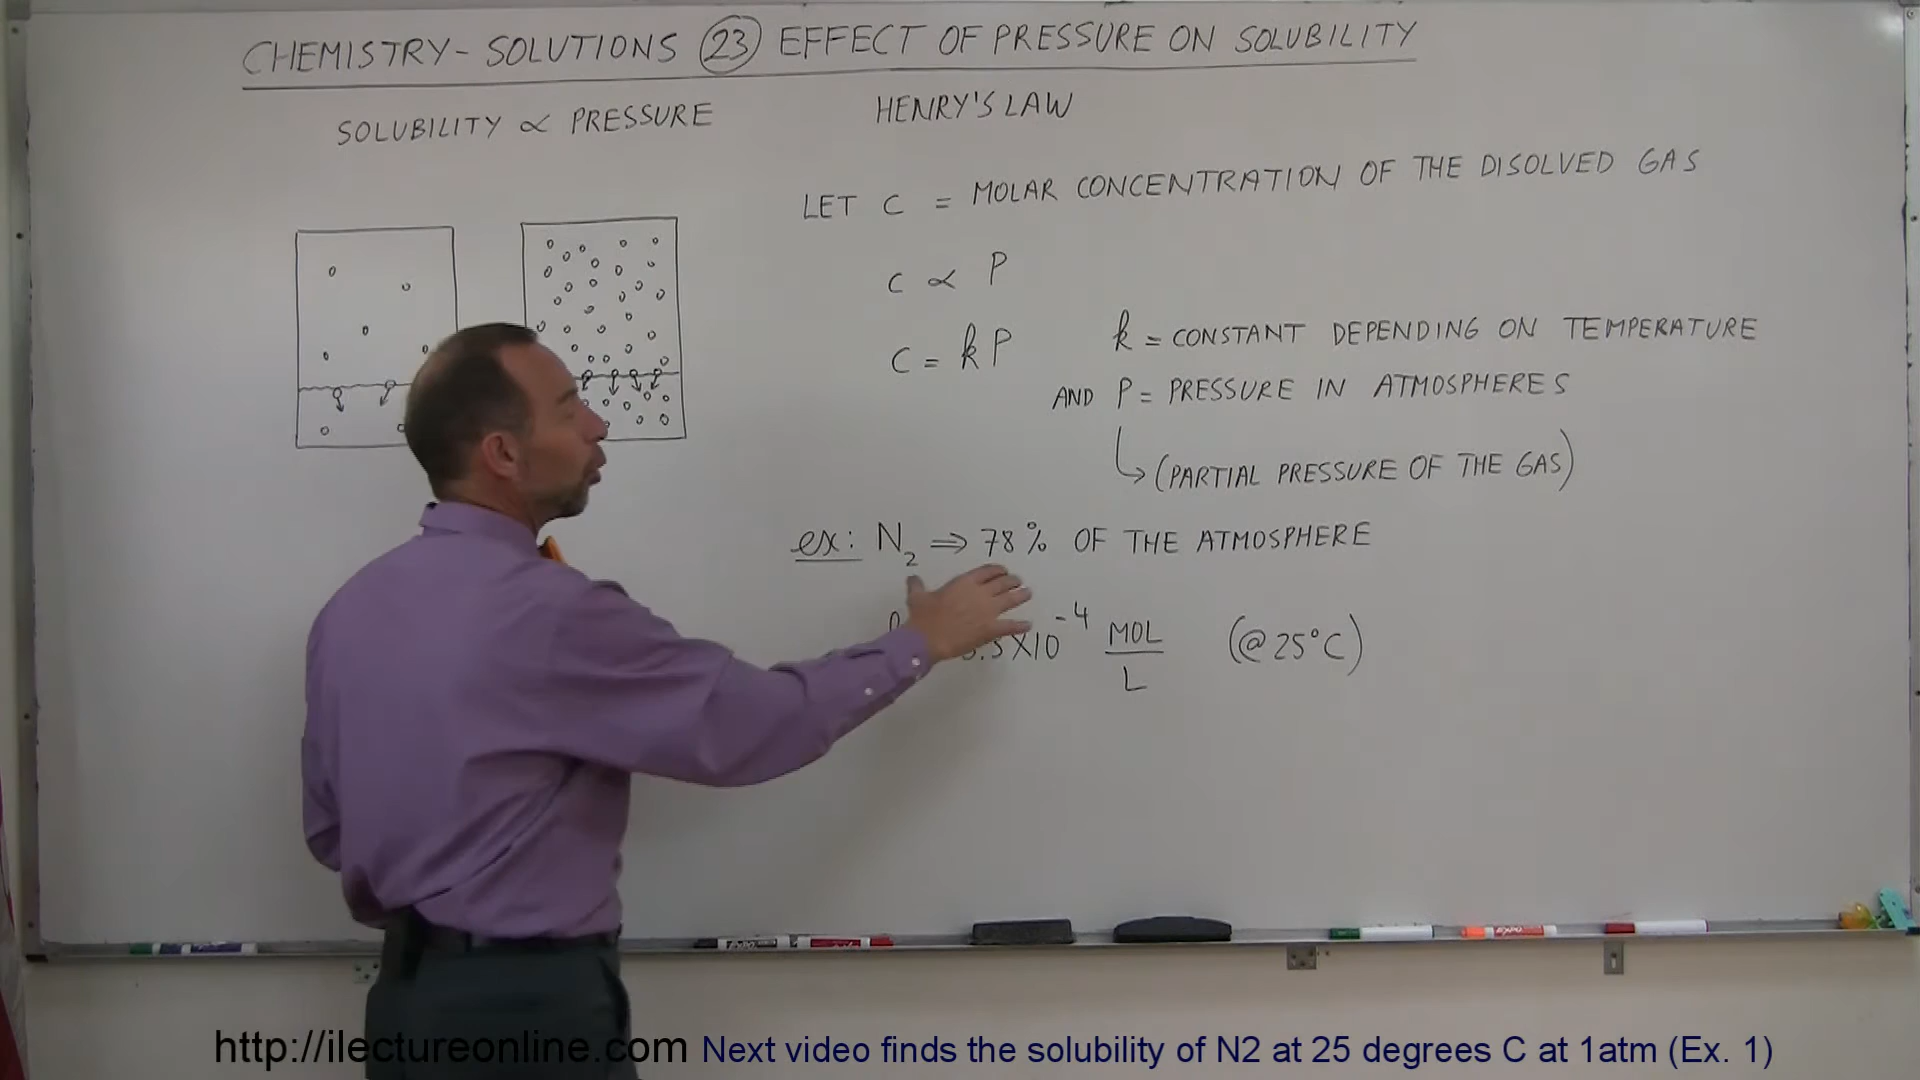 CHEMISTRY- SOLUTIONS 23 EFFECT OF PRESSURE ON SOLUBILITY
SOLUBILITY ∝ PRESSURE
HENRY'S LAW
LET C = MOLAR CONCENTRATION OF THE DISOLVED GAS
C ∝ P
C = kP
k = CONSTANT DEPENDING ON TEMPERATURE
AND P = PRESSURE IN ATMOSPHERES
↳ (PARTIAL PRESSURE OF THE GAS)
ex: N₂ ⇒ 78% OF THE ATMOSPHERE
X10⁻⁴ MOL/L (@ 25°C)
http://ilectureonline.com Next video finds the solubility of N2 at 25 degrees C at 1atm (Ex. 1)